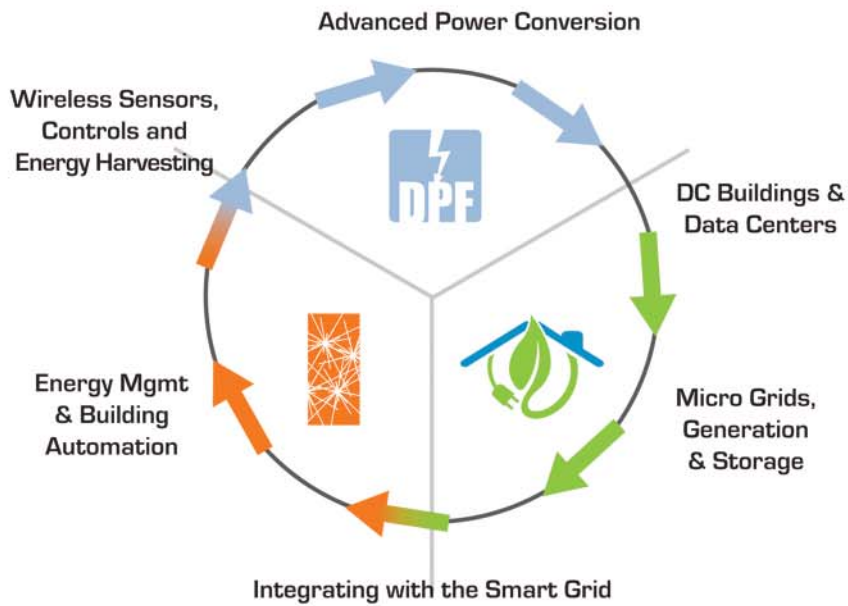 Advanced Power Conversion
Wireless Sensors,
Controls and
Energy Harvesting
DPF
DC Buildings &
Data Centers
Energy Mgmt
& Building
Automation
Micro Grids,
Generation
& Storage
Integrating with the Smart Grid